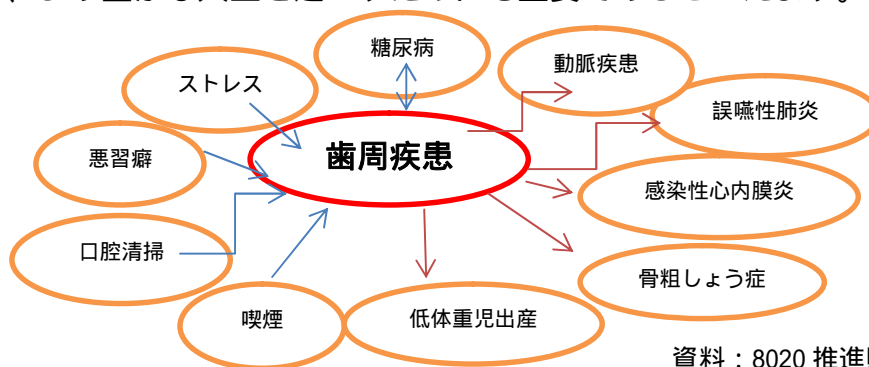 糖尿病
動脈疾患
ストレス
誤嚥性肺炎
歯周疾患
悪習癖
感染性心内膜炎
口腔清掃
骨粗しょう症
喫煙
低体重児出産
資料：8020 推進